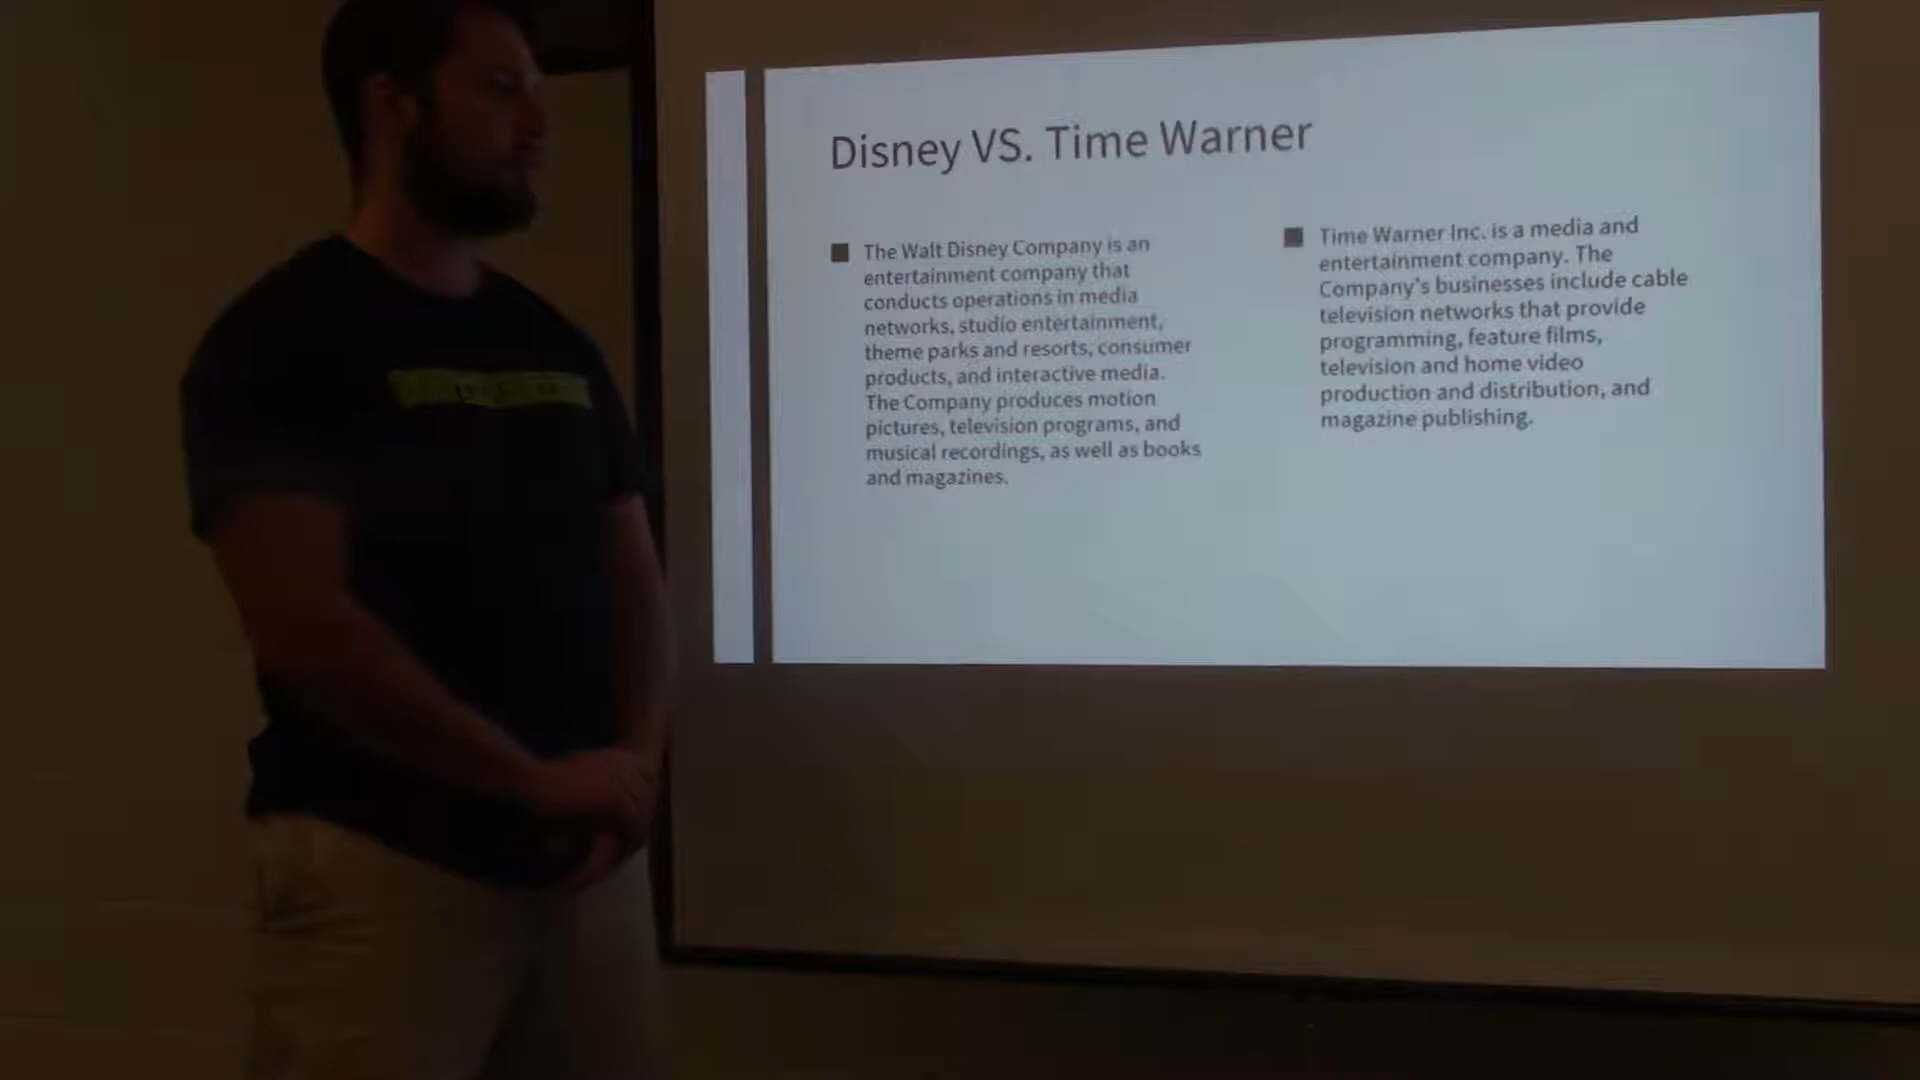 Disney VS. Time Warner
The Walt Disney Company is an
entertainment company that
conducts operations in media
networks, studio entertainment,
theme parks and resorts, consumer
products, and interactive media.
The Company produces motion
pictures, television programs, and
musical recordings, as well as books
and magazines.
Time Warner Inc. is a media and
entertainment company. The
Company's businesses include cable
television networks that provide
programming, feature films,
television and home video
production and distribution, and
magazine publishing.